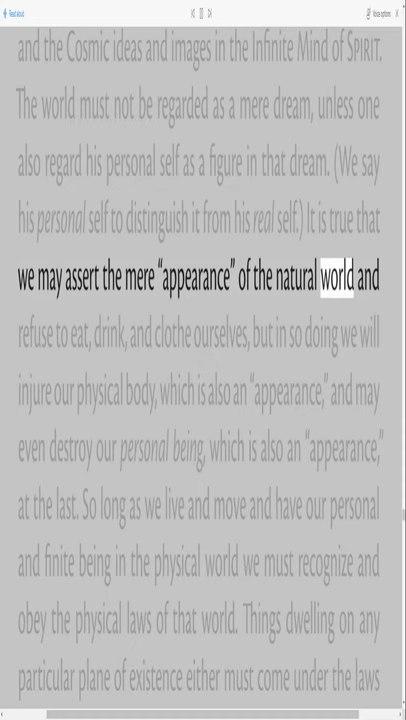 Read aloud
Voice options
and the Cosmic ideas and images in the Infinite Mind of SPIRIT.
The world must not be regarded as a mere dream, unless one
also regard his personal self as a figure in that dream. (We say
his personal self to distinguish it from his real self.) It is true that
we may assert the mere “appearance” of the natural world and
refuse to eat, drink, and clothe ourselves, but in so doing we will
injure our physical body, which is also an “appearance,” and may
even destroy our personal being, which is also an “appearance,”
at the last. So long as we live and move and have our personal
and finite being in the physical world we must recognize and
obey the physical laws of that world. Things dwelling on any
particular plane of existence either must come under the laws